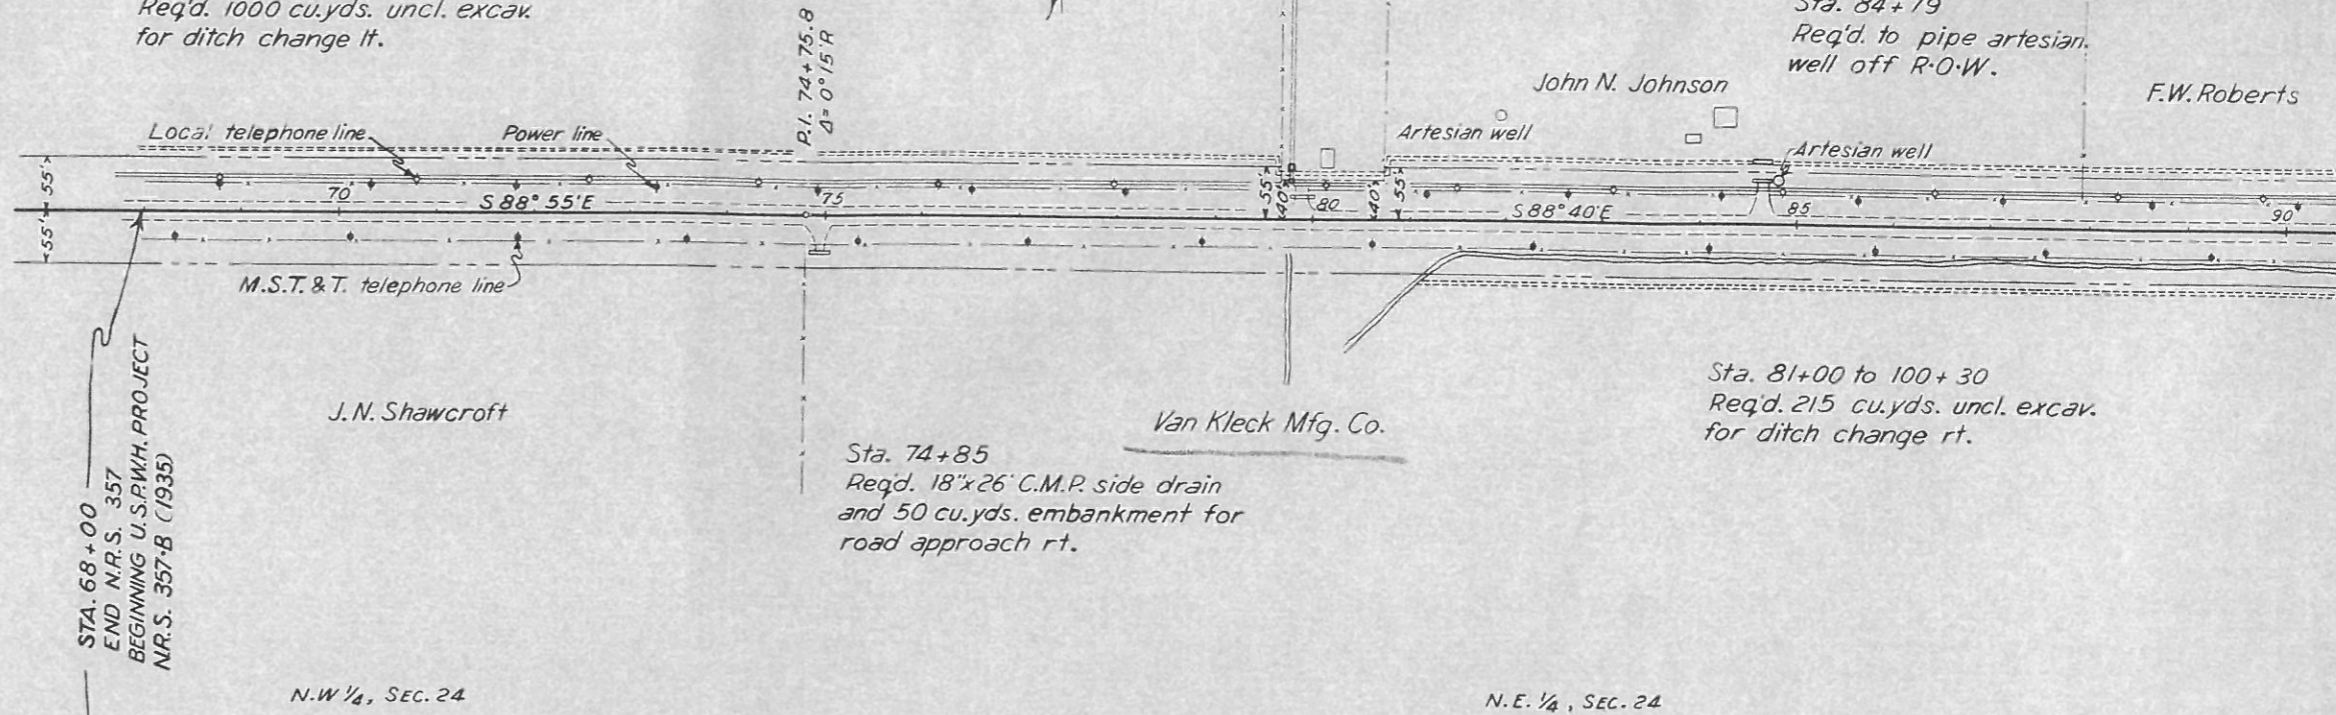 Req'd. 1000 cu.yds. uncl. excav.
for ditch change lt.
P.I. 74+75.8
Δ=0°15'R
Sta. 84+79
Req'd. to pipe artesian
well off R.O.W.
John N. Johnson
F.W. Roberts
Local telephone line
Power line
Artesian well
Artesian well
55'
55'
70
S 88° 55' E
75
55'
40'
80
40'
55'
S 88° 40' E
85
90
M.S.T. & T. telephone line
J.N. Shawcroft
Van Kleck Mfg. Co.
Sta. 81+00 to 100+30
Req'd. 215 cu.yds. uncl. excav.
for ditch change rt.
Sta. 74+85
Req'd. 18"x26' C.M.P. side drain
and 50 cu.yds. embankment for
road approach rt.
STA. 68+00
END N.R.S. 357
BEGINNING U.S.P.W.H. PROJECT
N.R.S. 357-B (1935)
N.W 1/4, SEC. 24
N.E. 1/4, SEC. 24